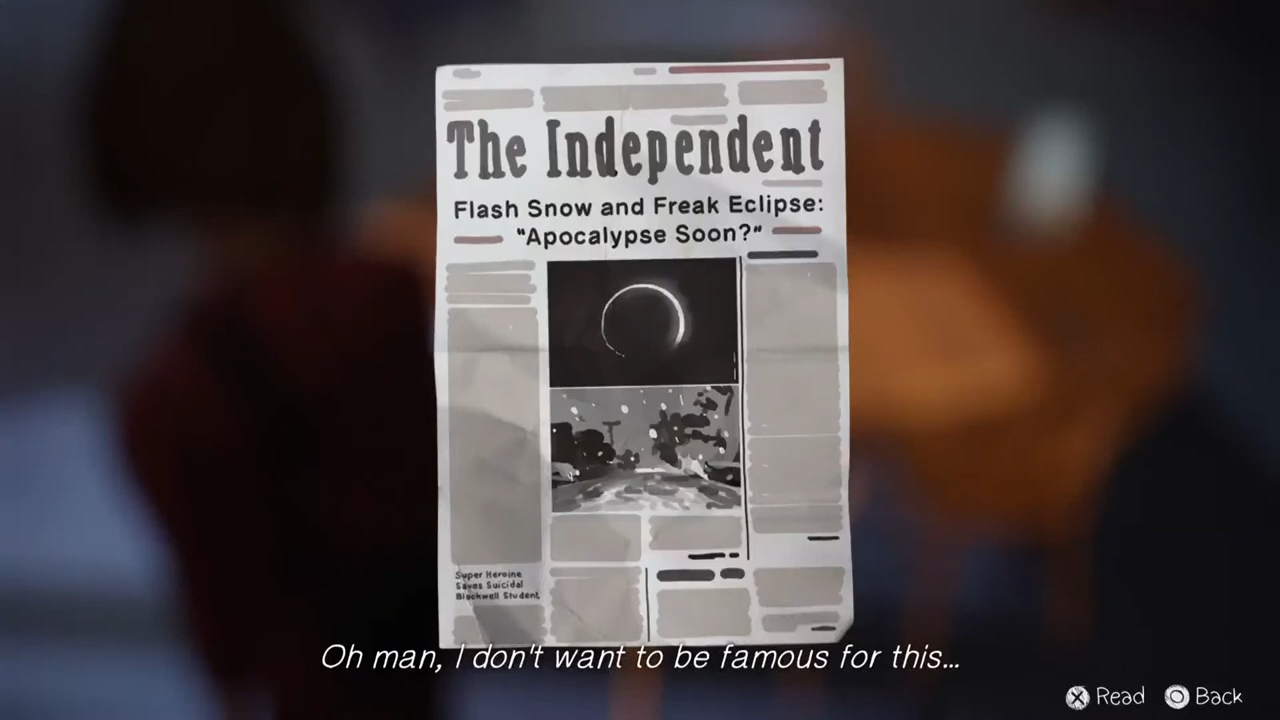 The Independent
Flash Snow and Freak Eclipse:
"Apocalypse Soon?"
Super Heroine
Saves Suicidal
Blackwell Student
Oh man, I don't want to be famous for this...
Read Back